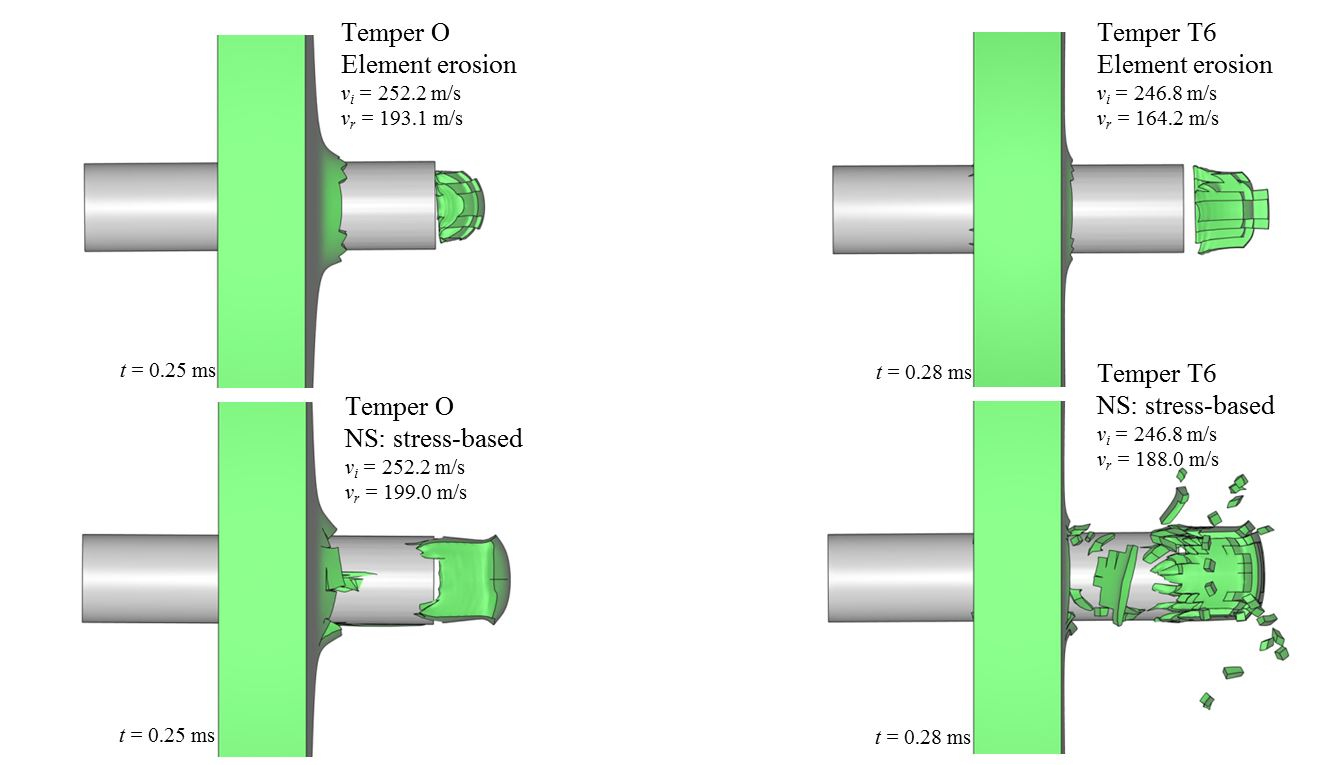 Temper O
Element erosion
vᵢ = 252.2 m/s
vᵣ = 193.1 m/s
t = 0.25 ms
Temper T6
Element erosion
vᵢ = 246.8 m/s
vᵣ = 164.2 m/s
t = 0.28 ms
Temper O
NS: stress-based
vᵢ = 252.2 m/s
vᵣ = 199.0 m/s
t = 0.25 ms
Temper T6
NS: stress-based
vᵢ = 246.8 m/s
vᵣ = 188.0 m/s
t = 0.28 ms